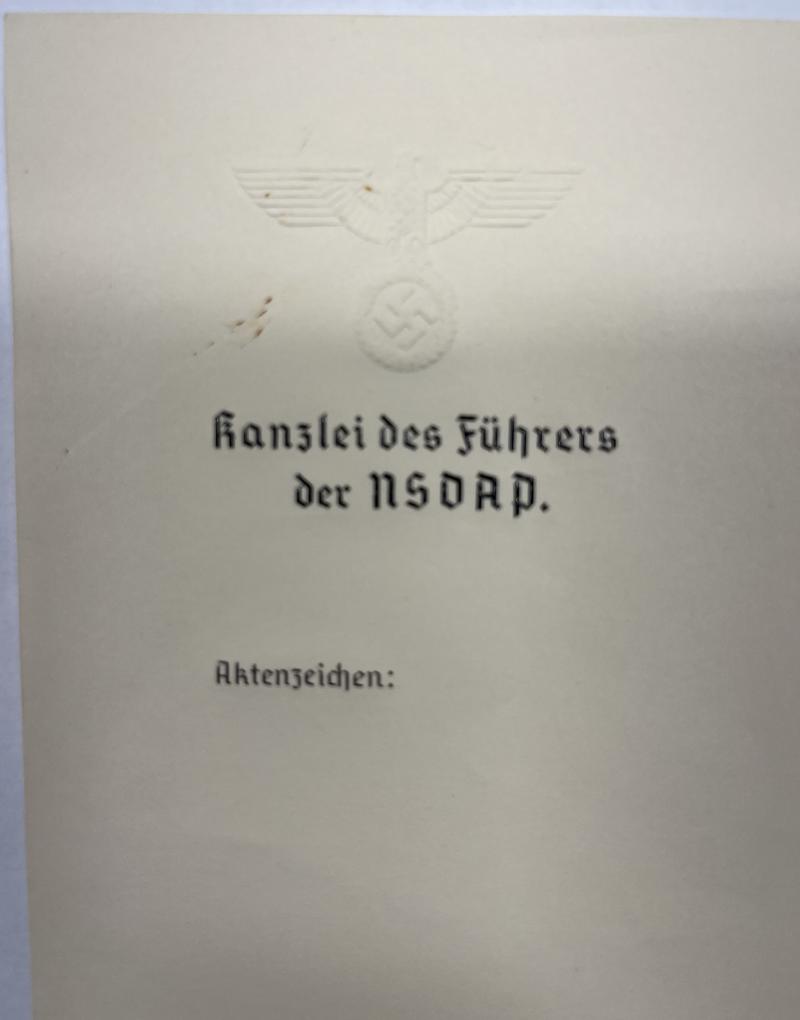 Kanzlei des Führers
der NSDAP.
Aktenzeichen: